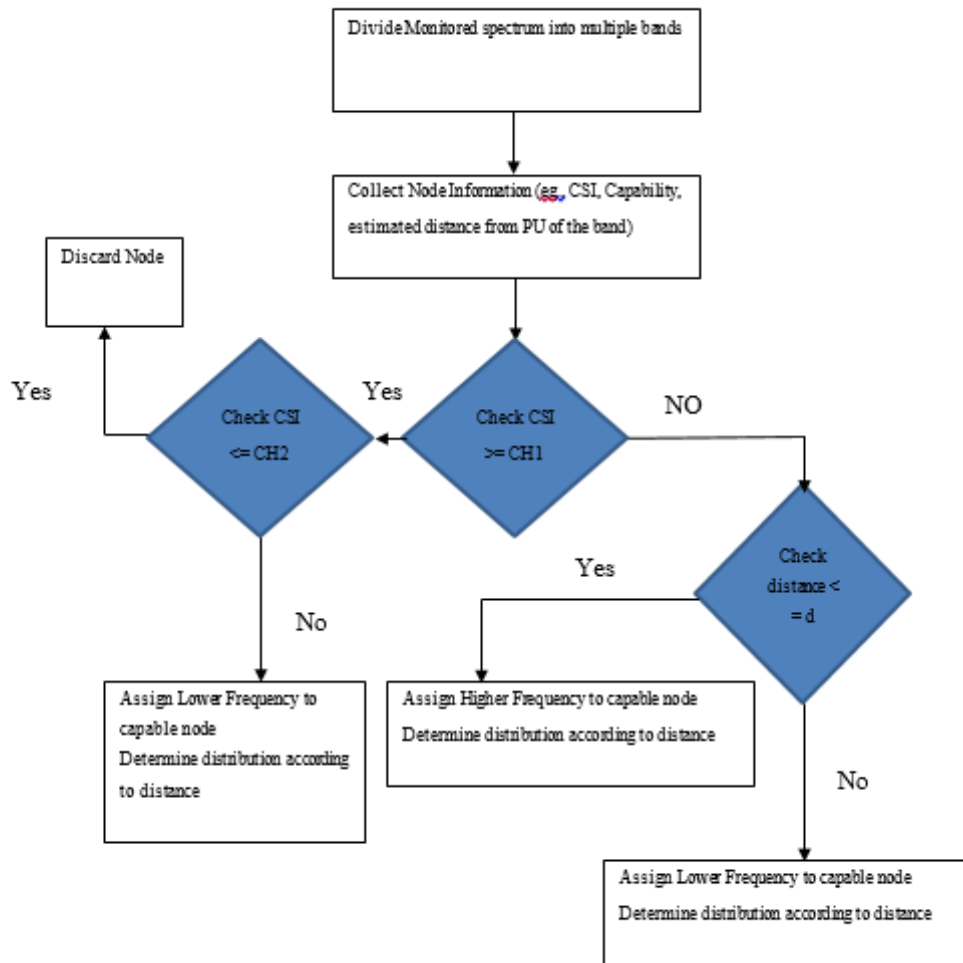 Divide Monitored spectrum into multiple bands
Collect Node Information (eg., CSI, Capability,
estimated distance from PU of the band)
Discard Node
Yes
Check CSI
<= CH2
Yes
Check CSI
>= CH1
NO
Check
distance <
= d
Yes
No
Assign Lower Frequency to
capable node
Determine distribution according
to distance
Assign Higher Frequency to capable node
Determine distribution according to distance
No
Assign Lower Frequency to capable node
Determine distribution according to distance